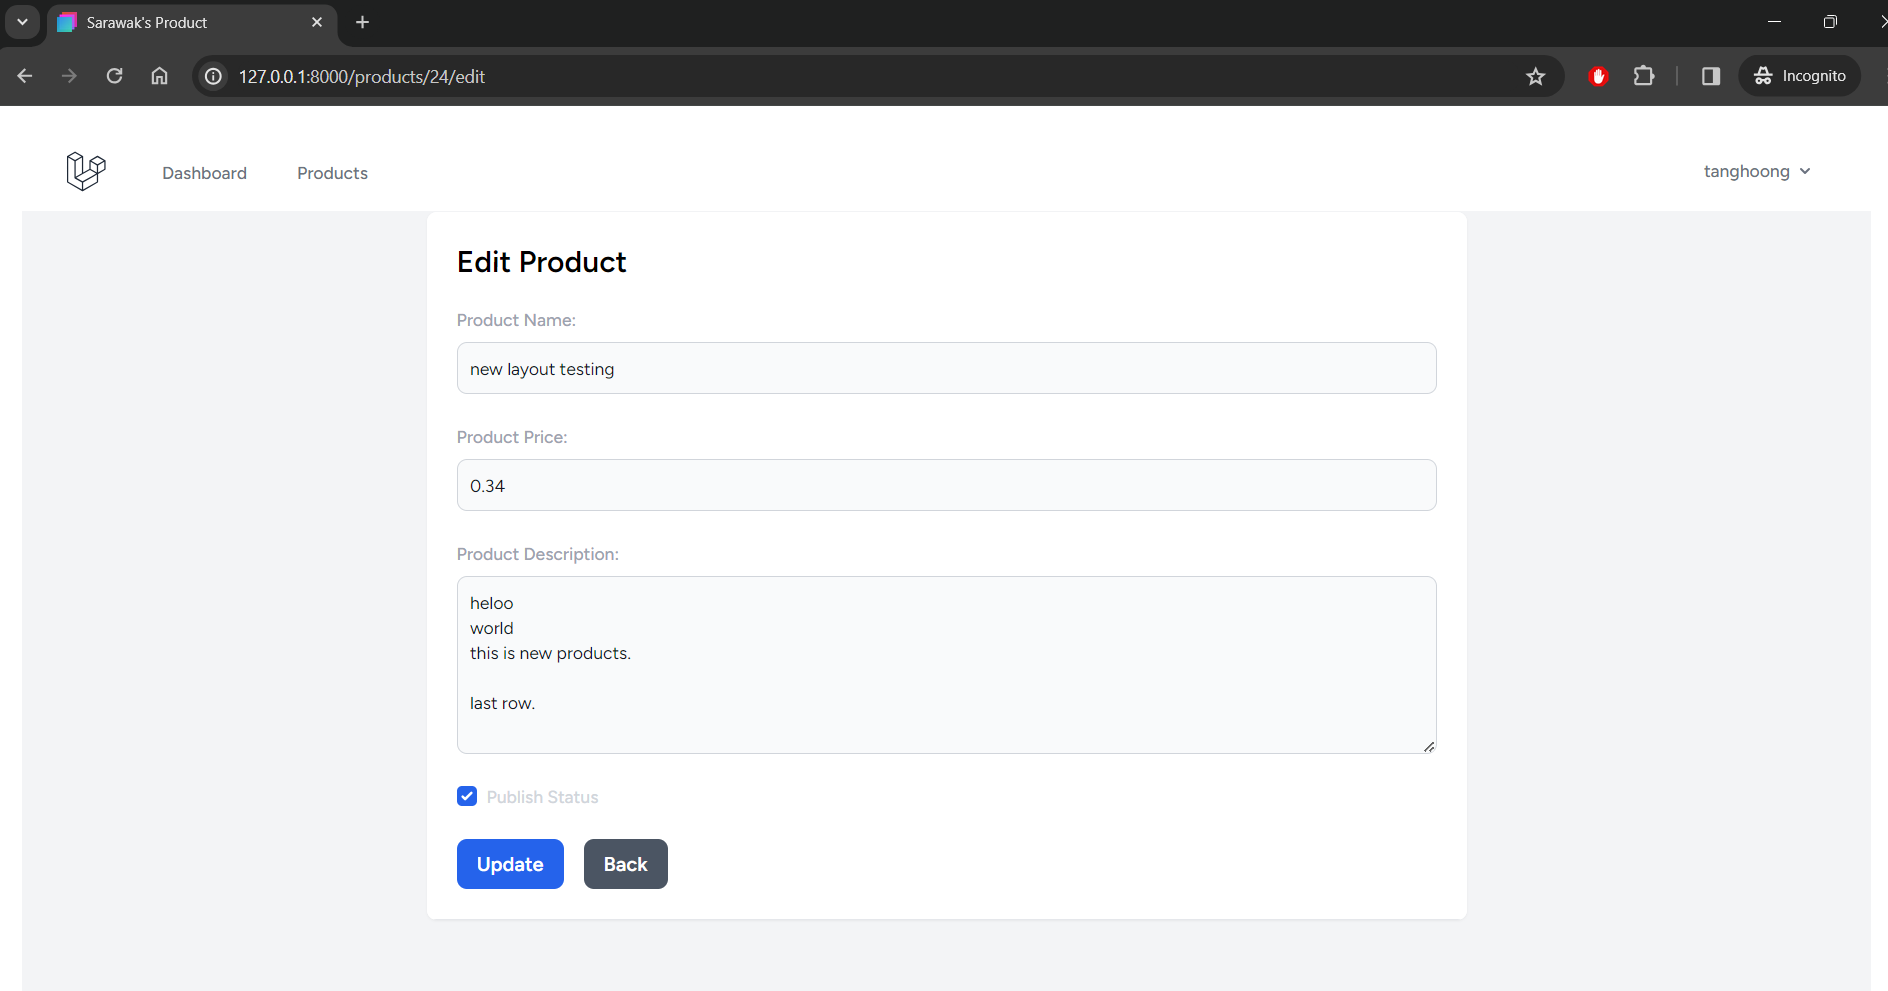 Sarawak's Product
127.0.0.1:8000/products/24/edit
Incognito
Dashboard
Products
tanghoong
Edit Product
Product Name:
new layout testing
Product Price:
0.34
Product Description:
heloo
world
this is new products.
last row.
Publish Status
Update
Back